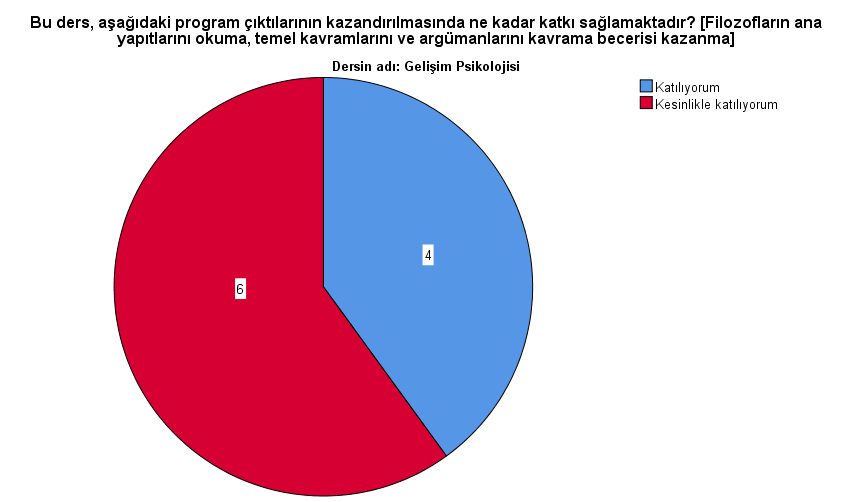 Bu ders, aşağıdaki program çıktılarının kazandırılmasında ne kadar katkı sağlamaktadır? [Filozofların ana
yapıtlarını okuma, temel kavramlarını ve argümanlarını kavrama becerisi kazanma]
Dersin adı: Gelişim Psikolojisi
Katılıyorum
Kesinlikle katılıyorum
4
6